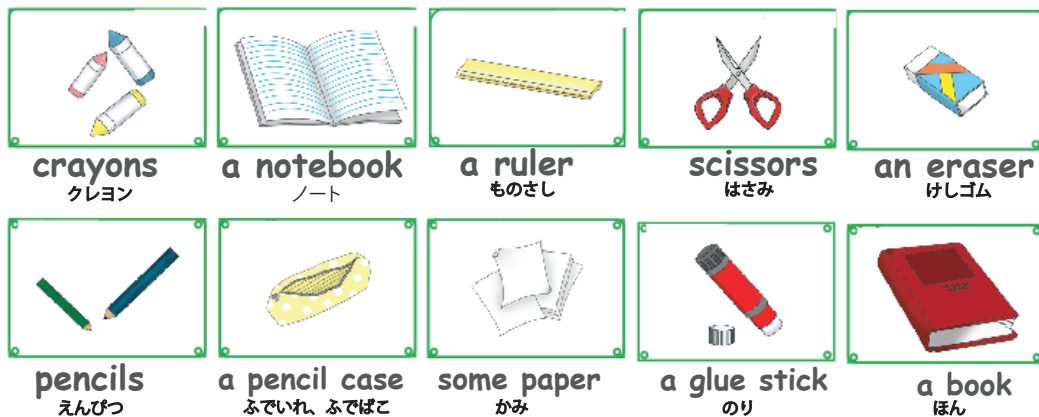 crayons
クレヨン
a notebook
ノート
a ruler
ものさし
scissors
はさみ
an eraser
けしゴム
pencils
えんぴつ
a pencil case
ふでいれ、ふでばこ
some paper
かみ
a glue stick
のり
a book
ほん